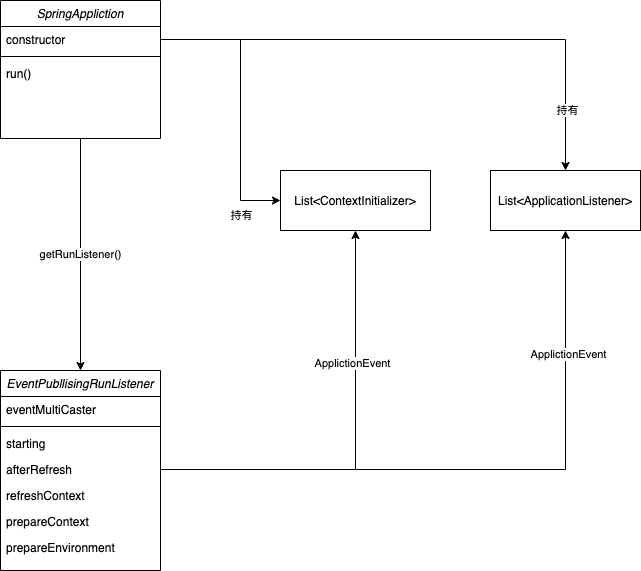 SpringAppliction
constructor
run()
持有
持有
List<ContextInitializer>
List<ApplicationListener>
getRunListener()
ApplictionEvent
ApplictionEvent
EventPubllisingRunListener
eventMultiCaster
starting
afterRefresh
refreshContext
prepareContext
prepareEnvironment